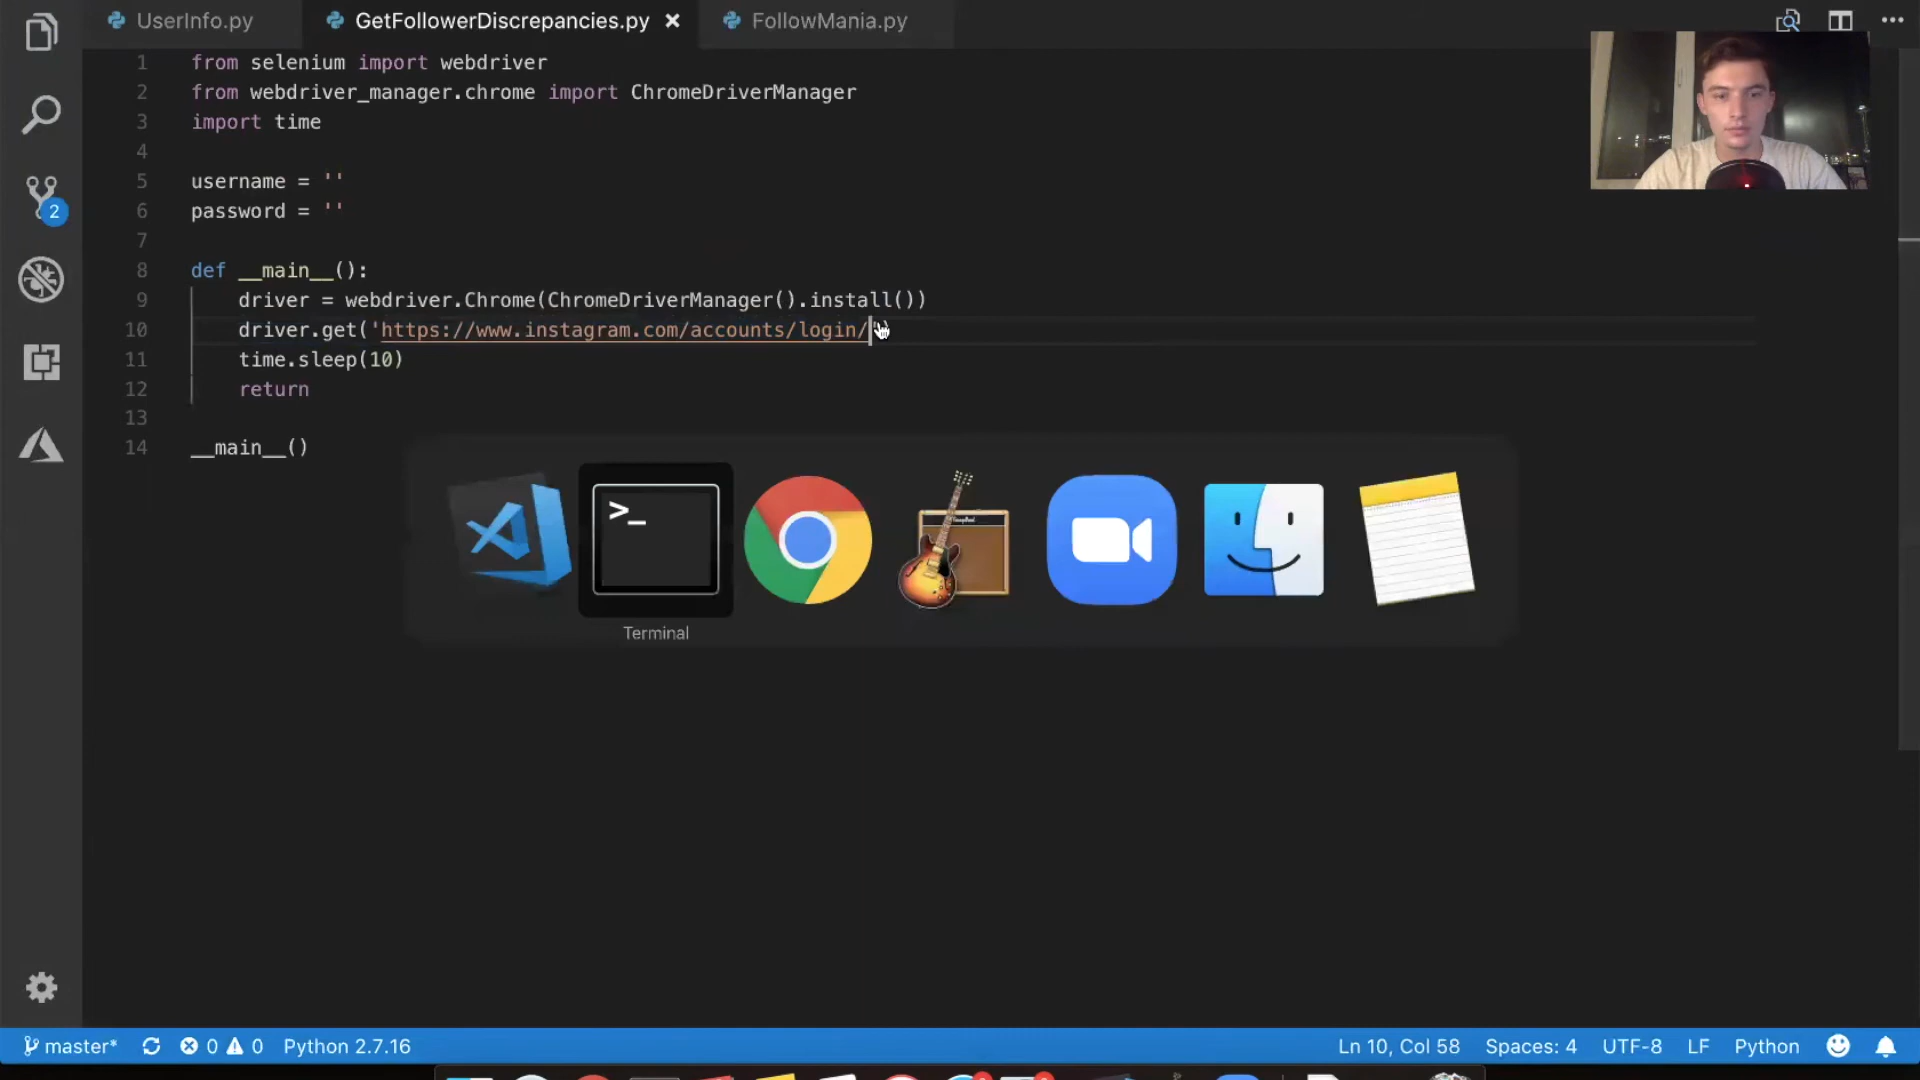 UserInfo.py
GetFollowerDiscrepancies.py
FollowMania.py
1 from selenium import webdriver
2 from webdriver_manager.chrome import ChromeDriverManager
3 import time
4
5 username = ''
6 password = ''
7
8 def __main__():
9 driver = webdriver.Chrome(ChromeDriverManager().install())
10 driver.get('https://www.instagram.com/accounts/login/')
11 time.sleep(10)
12 return
13
14 __main__()
2
>_
Terminal
master* 0 0 Python 2.7.16 Ln 10, Col 58 Spaces: 4 UTF-8 LF Python